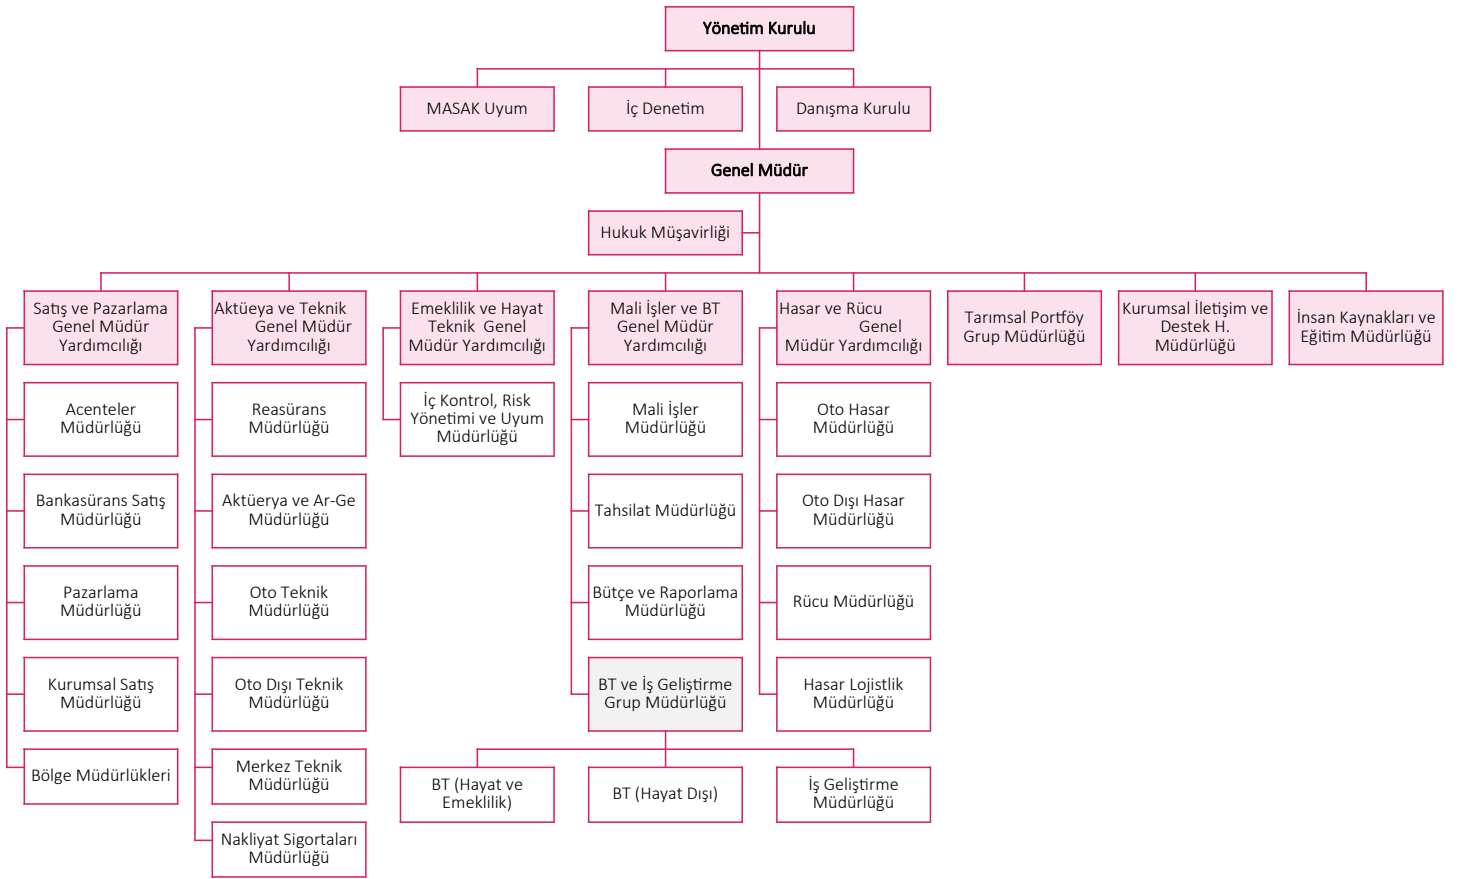 Yönetim Kurulu
MASAK Uyum
İç Denetim
Danışma Kurulu
Genel Müdür
Hukuk Müşavirliği
Satış ve Pazarlama
Genel Müdür
Yardımcılığı
Aktüeya ve Teknik
Genel Müdür
Yardımcılığı
Emeklilik ve Hayat
Teknik Genel
Müdür Yardımcılığı
Mali İşler ve BT
Genel Müdür
Yardımcılığı
Hasar ve Rücu
Genel
Müdür Yardımcılığı
Tarımsal Portföy
Grup Müdürlüğü
Kurumsal İletişim ve
Destek H.
Müdürlüğü
İnsan Kaynakları ve
Eğitim Müdürlüğü
Acenteler
Müdürlüğü
Reasürans
Müdürlüğü
İç Kontrol, Risk
Yönetimi ve Uyum
Müdürlüğü
Mali İşler
Müdürlüğü
Oto Hasar
Müdürlüğü
Bankasürans Satış
Müdürlüğü
Aktüerya ve Ar-Ge
Müdürlüğü
Tahsilat Müdürlüğü
Oto Dışı Hasar
Müdürlüğü
Pazarlama
Müdürlüğü
Oto Teknik
Müdürlüğü
Bütçe ve Raporlama
Müdürlüğü
Rücu Müdürlüğü
Kurumsal Satış
Müdürlüğü
Oto Dışı Teknik
Müdürlüğü
BT ve İş Geliştirme
Grup Müdürlüğü
Hasar Lojistlik
Müdürlüğü
Bölge Müdürlükleri
Merkez Teknik
Müdürlüğü
BT (Hayat ve
Emeklilik)
BT (Hayat Dışı)
İş Geliştirme
Müdürlüğü
Nakliyat Sigortaları
Müdürlüğü